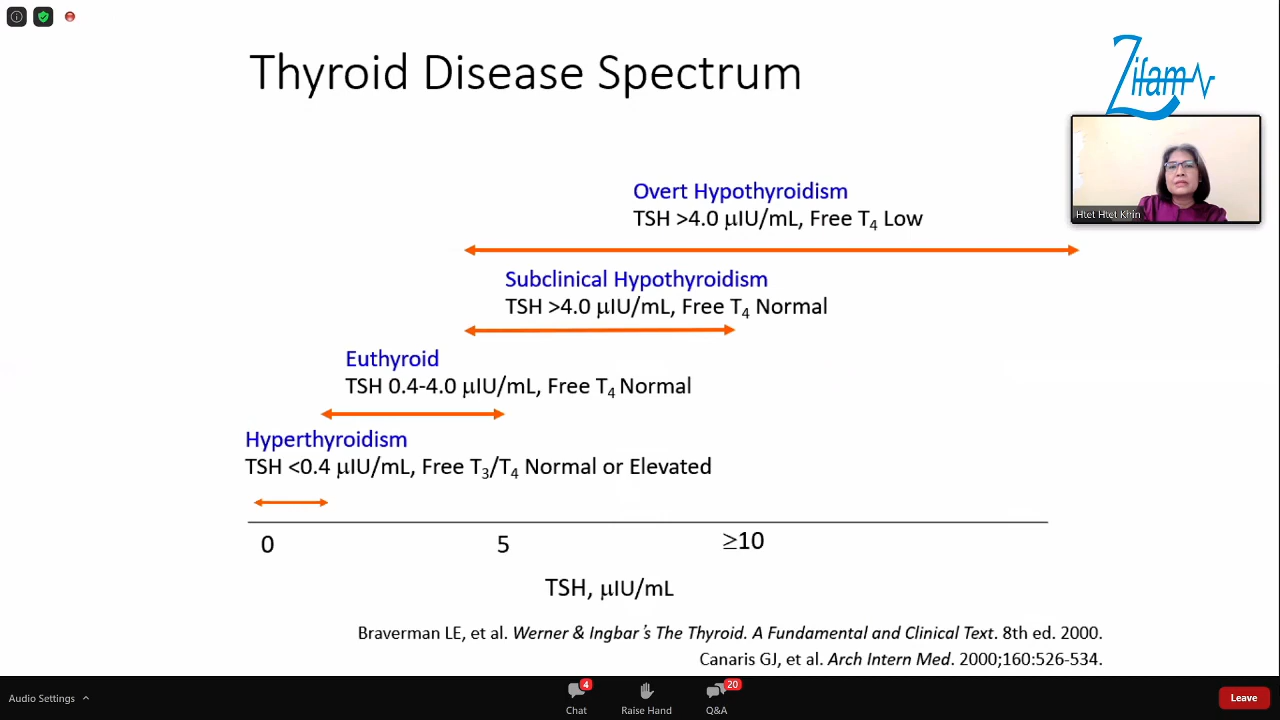 Thyroid Disease Spectrum
Zifam
Htet Htet Khin
Overt Hypothyroidism
TSH >4.0 μIU/mL, Free T₄ Low
Subclinical Hypothyroidism
TSH >4.0 μIU/mL, Free T₄ Normal
Euthyroid
TSH 0.4-4.0 μIU/mL, Free T₄ Normal
Hyperthyroidism
TSH <0.4 μIU/mL, Free T₃/T₄ Normal or Elevated
0 5 ≥10
TSH, μIU/mL
Braverman LE, et al. Werner & Ingbar's The Thyroid. A Fundamental and Clinical Text. 8th ed. 2000.
Canaris GJ, et al. Arch Intern Med. 2000;160:526-534.
Audio Settings
4
Chat
Raise Hand
20
Q&A
Leave